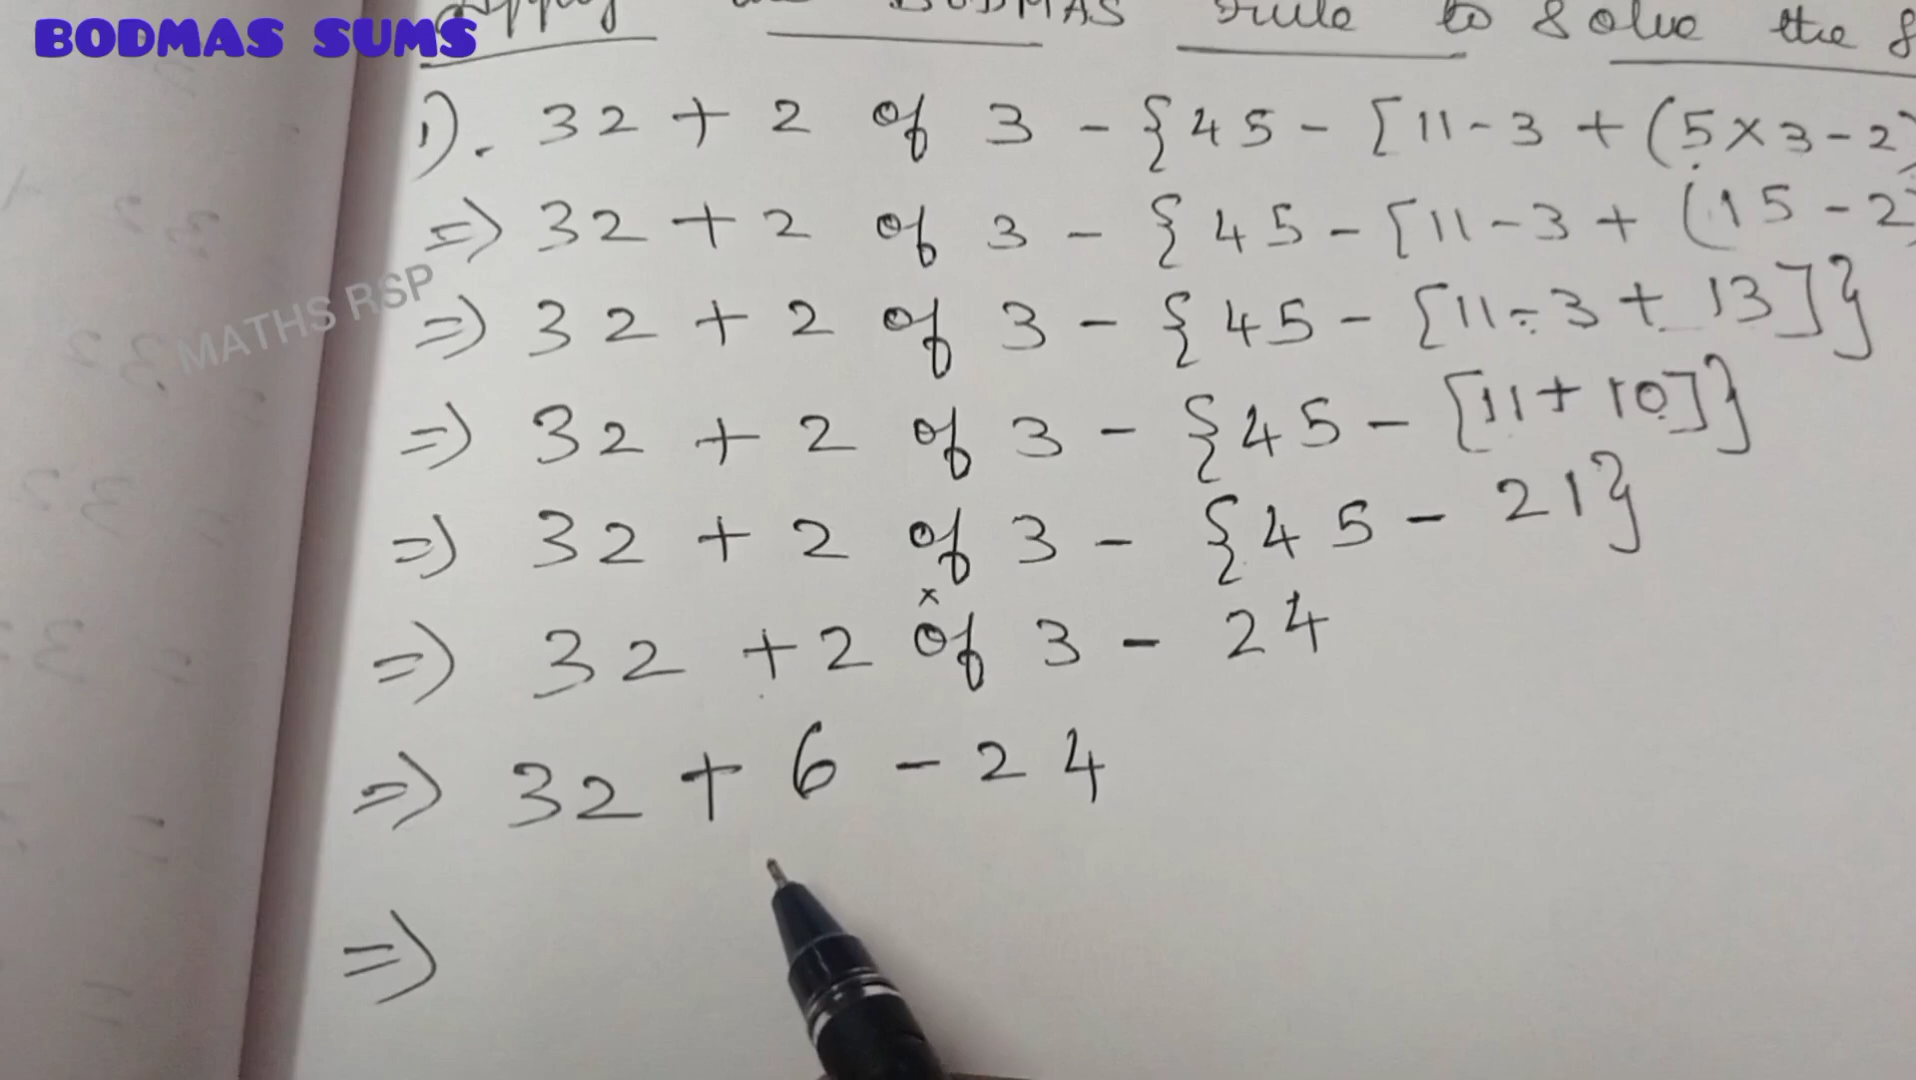 BODMAS SUMS
BODMAS rule to solve the
1). 32 + 2 of 3 - {45 - [11 - 3 + (5 × 3 - 2)
⇒ 32 + 2 of 3 - {45 - [11 - 3 + (15 - 2)
⇒ 32 + 2 of 3 - {45 - [11 - 3 + 13]}
⇒ 32 + 2 of 3 - {45 - [11 + 10]}
⇒ 32 + 2 of 3 - {45 - 21}
×
⇒ 32 + 2 of 3 - 24
⇒ 32 + 6 - 24
⇒
MATHS RSP